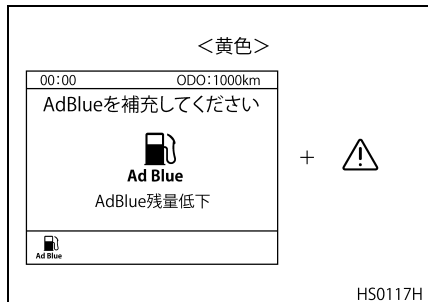 ＜黄色＞
00:00 ODO:1000km
AdBlueを補充してください
Ad Blue
+
AdBlue残量低下
Ad Blue
HS0117H